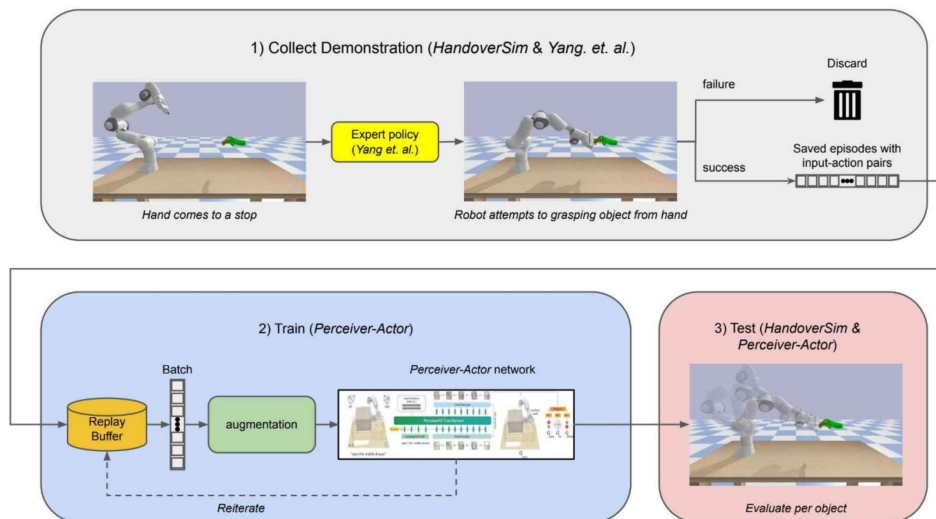 1) Collect Demonstration (HandoverSim & Yang. et. al.)
Hand comes to a stop
Expert policy
(Yang et. al.)
Robot attempts to grasping object from hand
failure
Discard
success
Saved episodes with
input-action pairs
2) Train (Perceiver-Actor)
Batch
Replay
Buffer
augmentation
Perceiver-Actor network
Reiterate
3) Test (HandoverSim &
Perceiver-Actor)
Evaluate per object